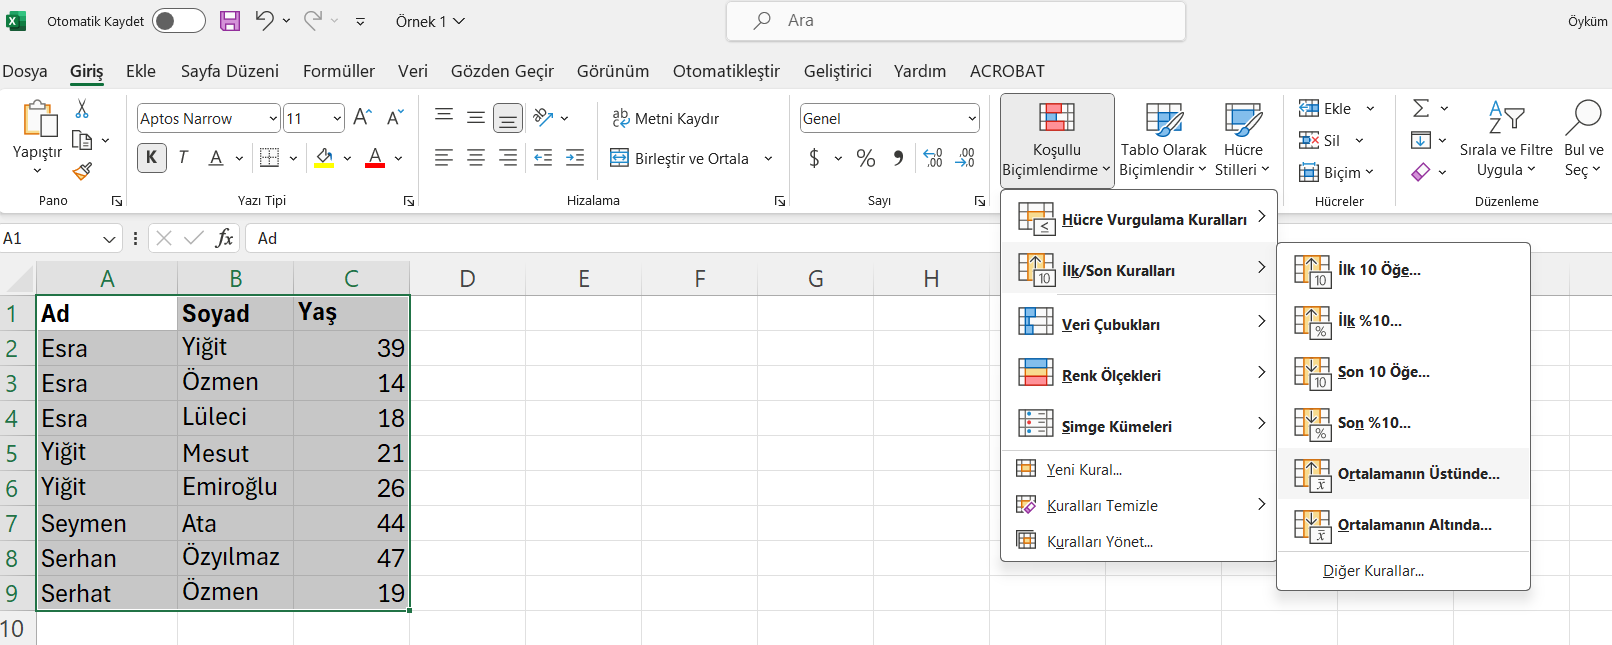 Otomatik Kaydet
Örnek 1
Ara
Öyküm
Dosya Giriş Ekle Sayfa Düzeni Formüller Veri Gözden Geçir Görünüm Otomatikleştir Geliştirici Yardım ACROBAT
Yapıştır
Pano
Aptos Narrow 11 A A
K T A A
Yazı Tipi
ab Metni Kaydır
Birleştir ve Ortala
Hizalama
Genel
$ % 9 ,00 ,00
Sayı
Koşullu Biçimlendirme
Tablo Olarak Biçimlendir
Hücre Stilleri
Ekle
Sil
Biçim
Hücreler
Σ
Sırala ve Filtre Uygula
Bul ve Seç
Düzenleme
A1 fx Ad
A B C D E F G H
1 Ad Soyad Yaş
2 Esra Yiğit 39
3 Esra Özmen 14
4 Esra Lüleci 18
5 Yiğit Mesut 21
6 Yiğit Emiroğlu 26
7 Seymen Ata 44
8 Serhan Özyılmaz 47
9 Serhat Özmen 19
10
Hücre Vurgulama Kuralları
İlk/Son Kuralları
Veri Çubukları
Renk Ölçekleri
Simge Kümeleri
Yeni Kural...
Kuralları Temizle
Kuralları Yönet...
İlk 10 Öğe...
İlk %10...
Son 10 Öğe...
Son %10...
Ortalamanın Üstünde...
Ortalamanın Altında...
Diğer Kurallar...